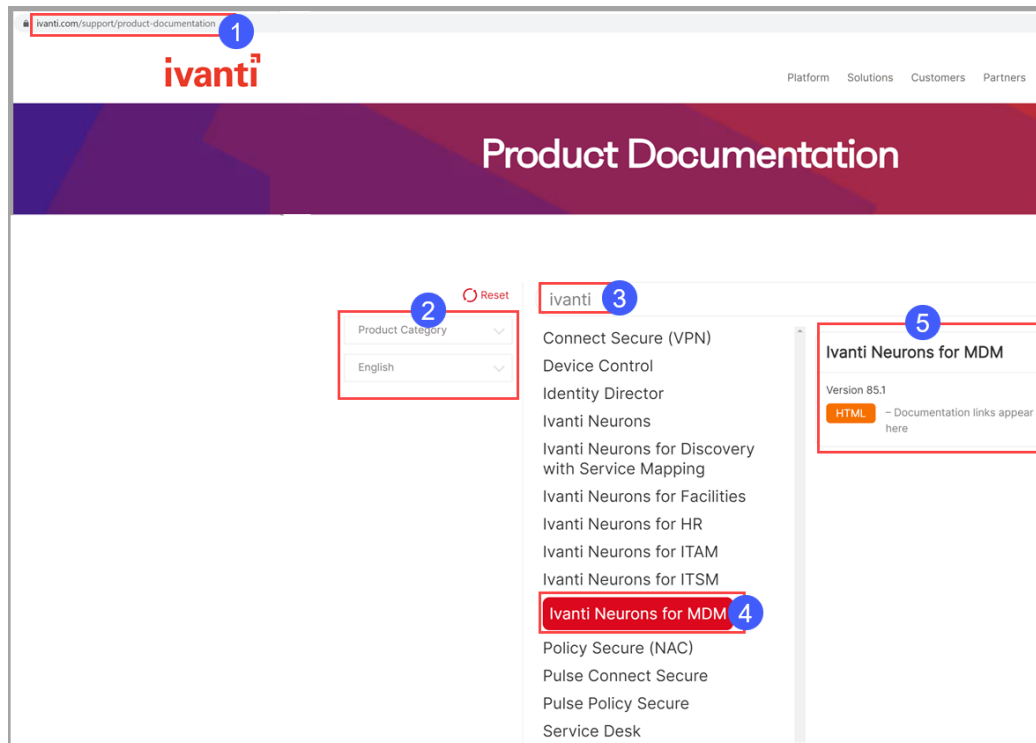 ivanti.com/support/product-documentation
1
ivanti
Platform Solutions Customers Partners
Product Documentation
Reset
2
Product Category
English
ivanti
3
Connect Secure (VPN)
Device Control
Identity Director
Ivanti Neurons
Ivanti Neurons for Discovery
with Service Mapping
Ivanti Neurons for Facilities
Ivanti Neurons for HR
Ivanti Neurons for ITAM
Ivanti Neurons for ITSM
Ivanti Neurons for MDM
4
Policy Secure (NAC)
Pulse Connect Secure
Pulse Policy Secure
Service Desk
5
Ivanti Neurons for MDM
Version 85.1
HTML – Documentation links appear
here